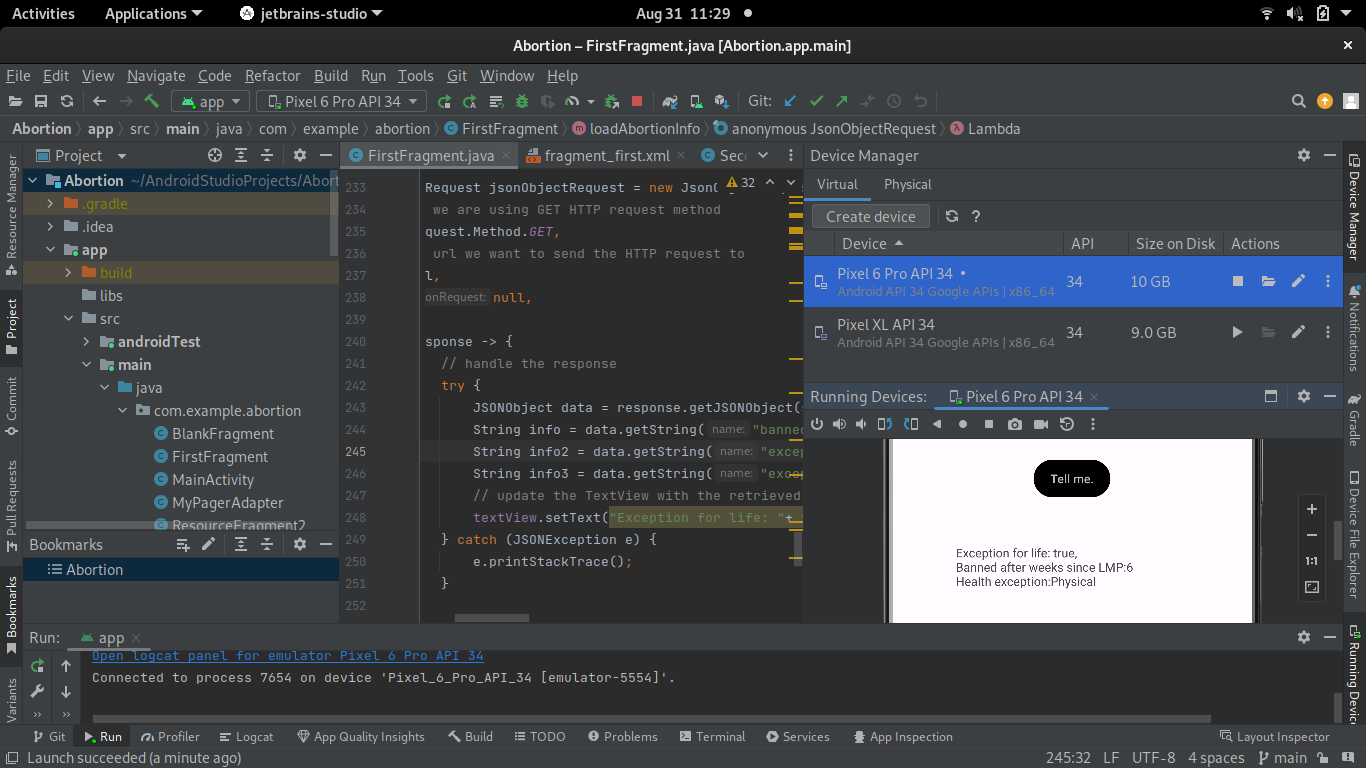 Activities Applications jetbrains-studio Aug 31 11:29
Abortion – FirstFragment.java [Abortion.app.main]
File Edit View Navigate Code Refactor Build Run Tools Git Window Help
app Pixel 6 Pro API 34 Git:
Abortion app src main java com example abortion FirstFragment loadAbortionInfo anonymous JsonObjectRequest Lambda
Resource Manager
Project
Commit
Pull Requests
Bookmarks
Variants
Project
Abortion ~/AndroidStudioProjects/Abort
.gradle
.idea
app
build
libs
src
androidTest
main
java
com.example.abortion
BlankFragment
FirstFragment
MainActivity
MyPagerAdapter
ResourceFragment2
Bookmarks
Abortion
FirstFragment.java fragment_first.xml Sec
32
233 Request jsonObjectRequest = new Json
234 we are using GET HTTP request method
235 quest.Method.GET,
236 url we want to send the HTTP request to
237 l,
238 onRequest: null,
239
240 sponse -> {
241 // handle the response
242 try {
243 JSONObject data = response.getJSONObject(
244 String info = data.getString( name: "banned
245 String info2 = data.getString( name: "excep
246 String info3 = data.getString( name: "excep
247 // update the TextView with the retrieved
248 textView.setText("Exception for life: "+
249 } catch (JSONException e) {
250 e.printStackTrace();
251 }
252
Device Manager
Virtual Physical
Create device ?
Device API Size on Disk Actions
Pixel 6 Pro API 34 • 34 10 GB
Android API 34 Google APIs | x86_64
Pixel XL API 34 34 9.0 GB
Android API 34 Google APIs | x86_64
Running Devices: Pixel 6 Pro API 34
Tell me.
Exception for life: true,
Banned after weeks since LMP:6
Health exception:Physical
1:1
Device Manager
Notifications
Gradle
Device File Explorer
Running Device
Run: app
Open logcat panel for emulator Pixel 6 Pro API 34
Connected to process 7654 on device 'Pixel_6_Pro_API_34 [emulator-5554]'.
Git Run Profiler Logcat App Quality Insights Build TODO Problems Terminal Services App Inspection Layout Inspector
Launch succeeded (a minute ago) 245:32 LF UTF-8 4 spaces main